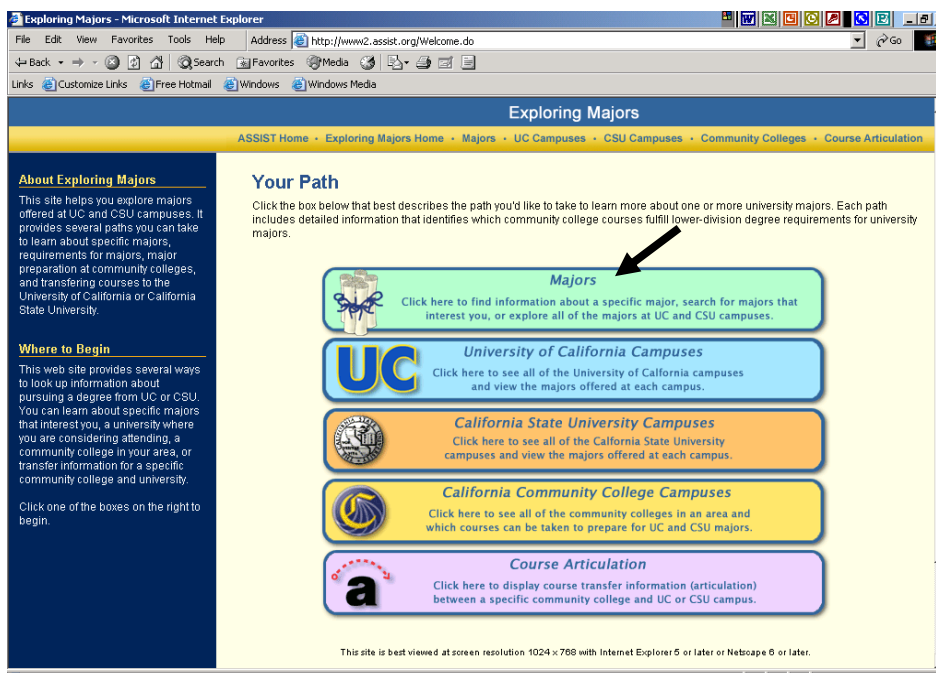 Exploring Majors - Microsoft Internet Explorer
File Edit View Favorites Tools Help Address http://www2.assist.org/Welcome.do Go
Back Search Favorites Media
Links Customize Links Free Hotmail Windows Windows Media
Exploring Majors
ASSIST Home · Exploring Majors Home · Majors · UC Campuses · CSU Campuses · Community Colleges · Course Articulation
About Exploring Majors
This site helps you explore majors
offered at UC and CSU campuses. It
provides several paths you can take
to learn about specific majors,
requirements for majors, major
preparation at community colleges,
and transfering courses to the
University of California or California
State University.
Where to Begin
This web site provides several ways
to look up information about
pursuing a degree from UC or CSU.
You can learn about specific majors
that interest you, a university where
you are considering attending, a
community college in your area, or
transfer information for a specific
community college and university.
Click one of the boxes on the right to
begin.
Your Path
Click the box below that best describes the path you'd like to take to learn more about one or more university majors. Each path
includes detailed information that identifies which community college courses fulfill lower-division degree requirements for university
majors.
Majors
Click here to find information about a specific major, search for majors that
interest you, or explore all of the majors at UC and CSU campuses.
UC
University of California Campuses
Click here to see all of the University of Calfornia campuses
and view the majors offered at each campus.
California State University Campuses
Click here to see all of the Calfornia State University
campuses and view the majors offered at each campus.
California Community College Campuses
Click here to see all of the community colleges in an area and
which courses can be taken to prepare for UC and CSU majors.
a
Course Articulation
Click here to display course transfer information (articulation)
between a specific community college and UC or CSU campus.
This site is best viewed at screen resolution 1024 x 768 with Internet Explorer 5 or later or Netscape 6 or later.